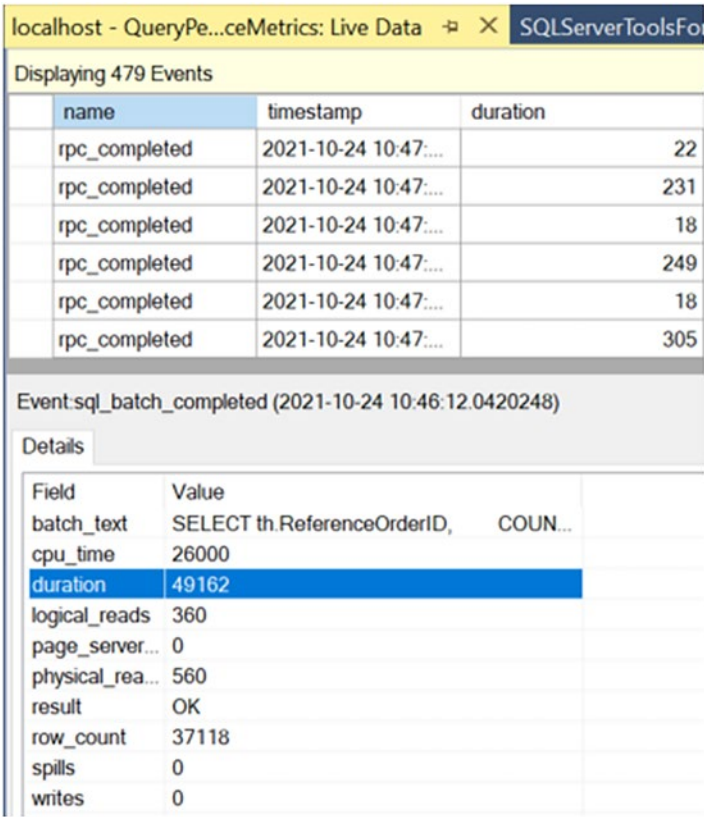 localhost - QueryPe...ceMetrics: Live Data SQLServerToolsFor
Displaying 479 Events
name timestamp duration
rpc_completed 2021-10-24 10:47:... 22
rpc_completed 2021-10-24 10:47:... 231
rpc_completed 2021-10-24 10:47:... 18
rpc_completed 2021-10-24 10:47:... 249
rpc_completed 2021-10-24 10:47:... 18
rpc_completed 2021-10-24 10:47:... 305
Event:sql_batch_completed (2021-10-24 10:46:12.0420248)
Details
Field Value
batch_text SELECT th.ReferenceOrderID, COUN...
cpu_time 26000
duration 49162
logical_reads 360
page_server... 0
physical_rea... 560
result OK
row_count 37118
spills 0
writes 0